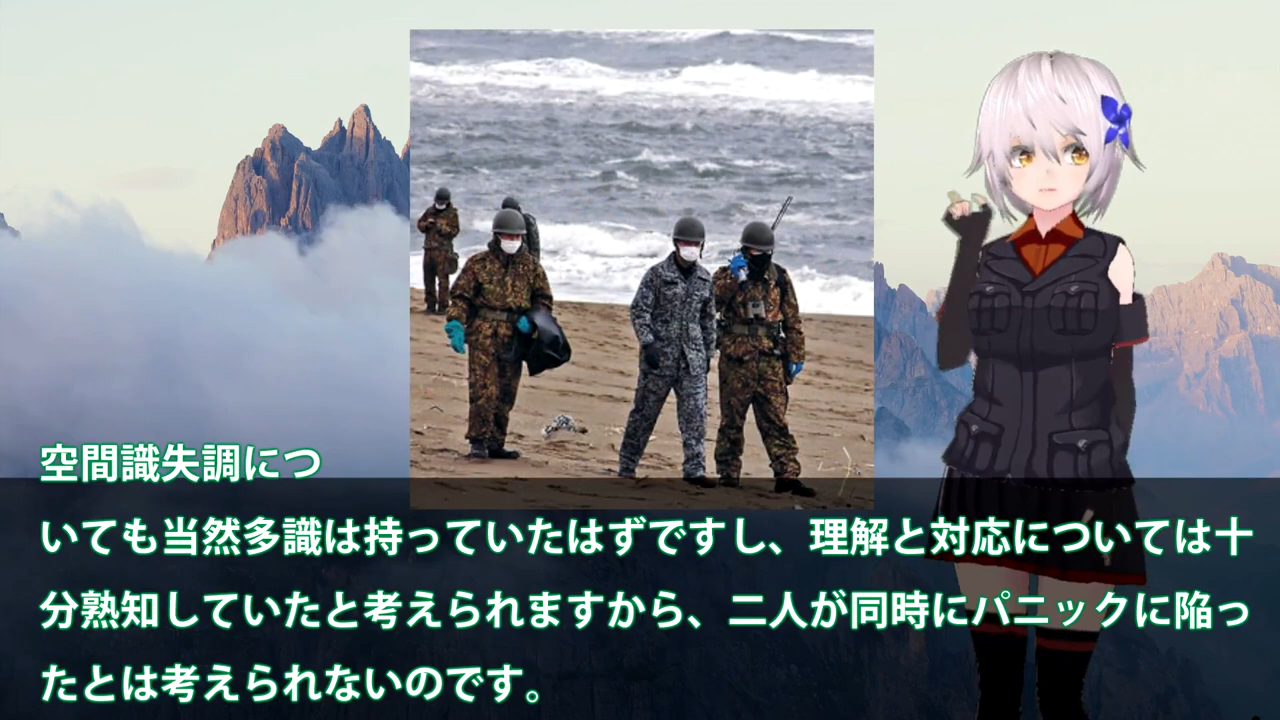 空間識失調につ
いても当然多識は持っていたはずですし、理解と対応については十
分熟知していたと考えられますから、二人が同時にパニックに陥っ
たとは考えられないのです。